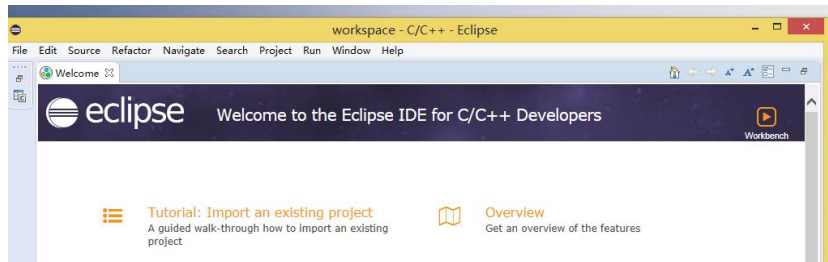 workspace - C/C++ - Eclipse
File Edit Source Refactor Navigate Search Project Run Window Help
Welcome
eclipse Welcome to the Eclipse IDE for C/C++ Developers
Workbench
Tutorial: Import an existing project
A guided walk-through how to import an existing
project
Overview
Get an overview of the features